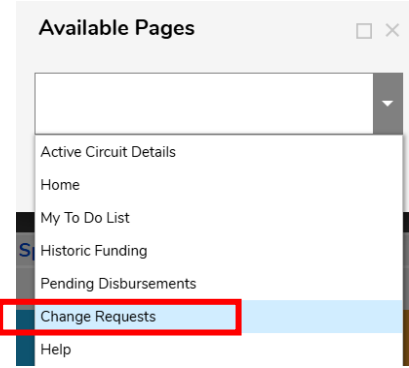 Available Pages
Active Circuit Details
Home
My To Do List
Historic Funding
Pending Disbursements
Change Requests
Help